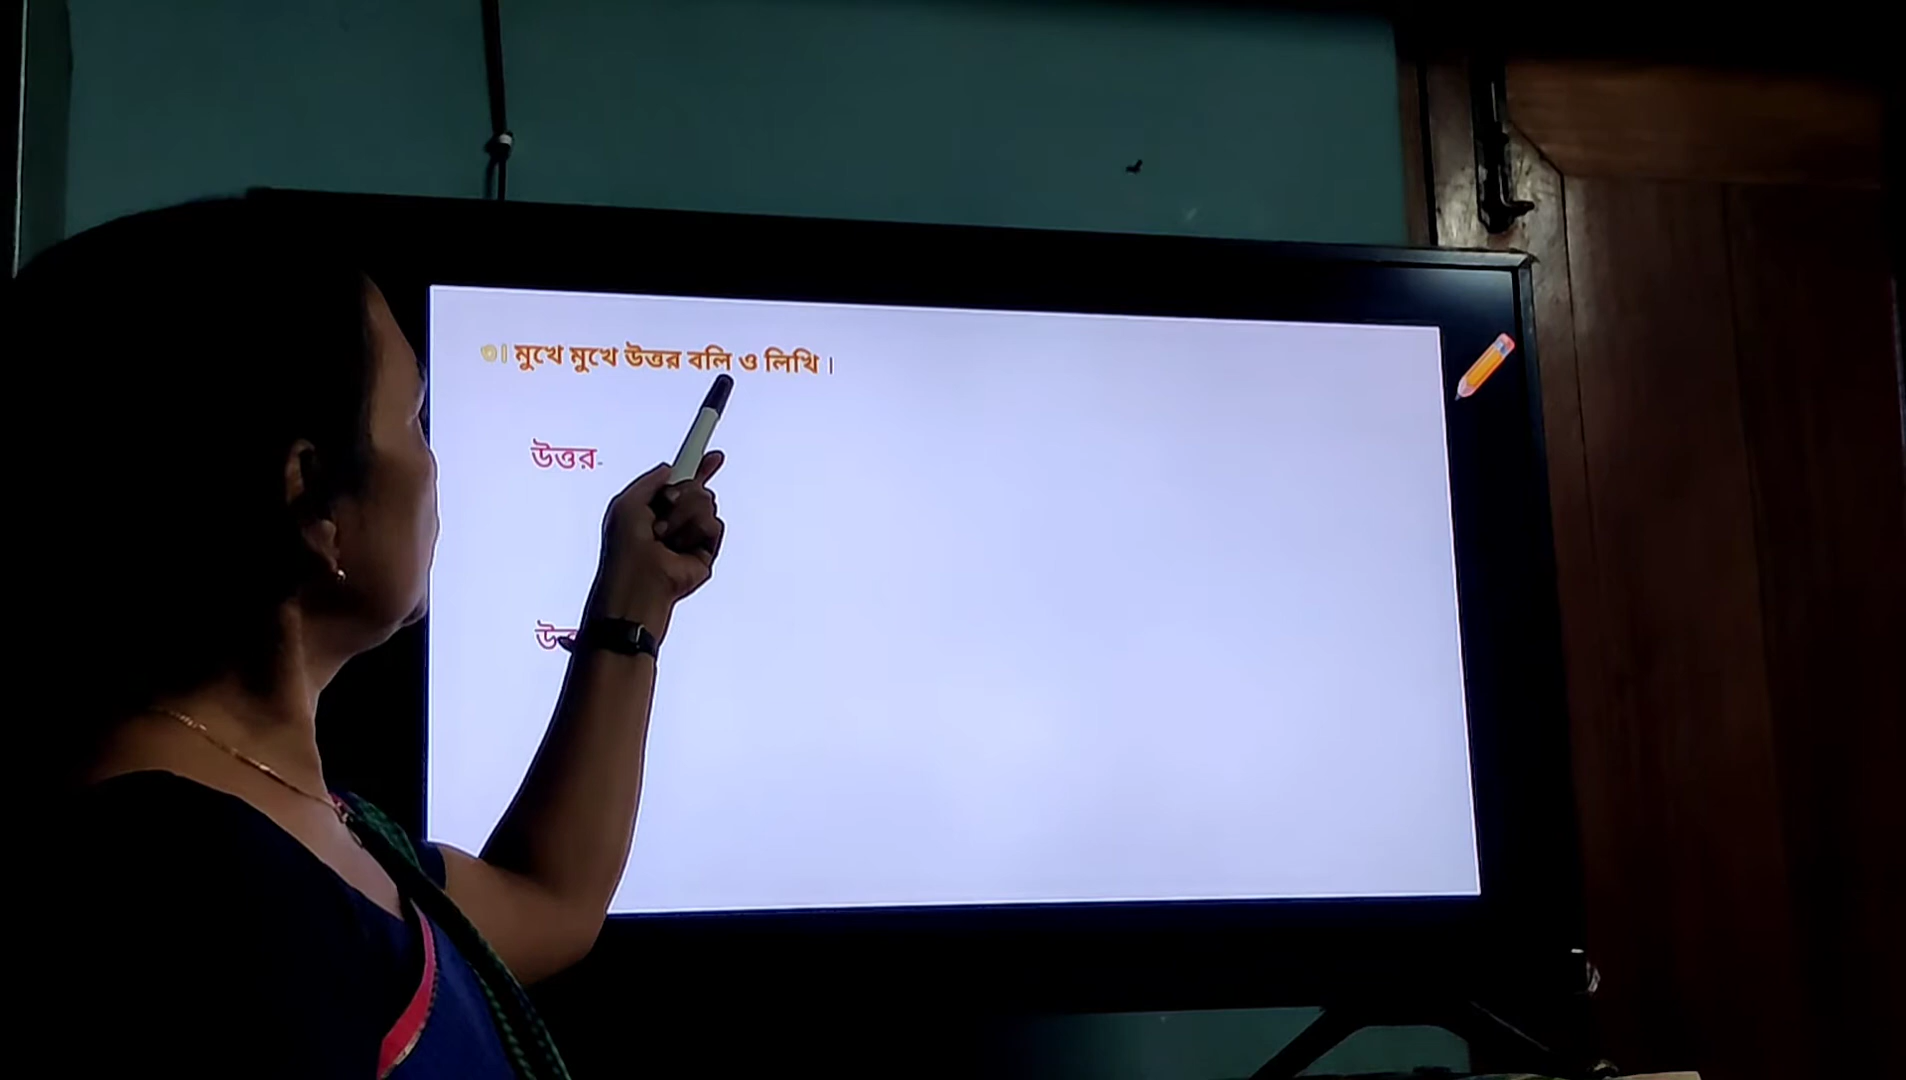 ৩। মুখে মুখে উত্তর বলি ও লিখি ।
উত্তর-